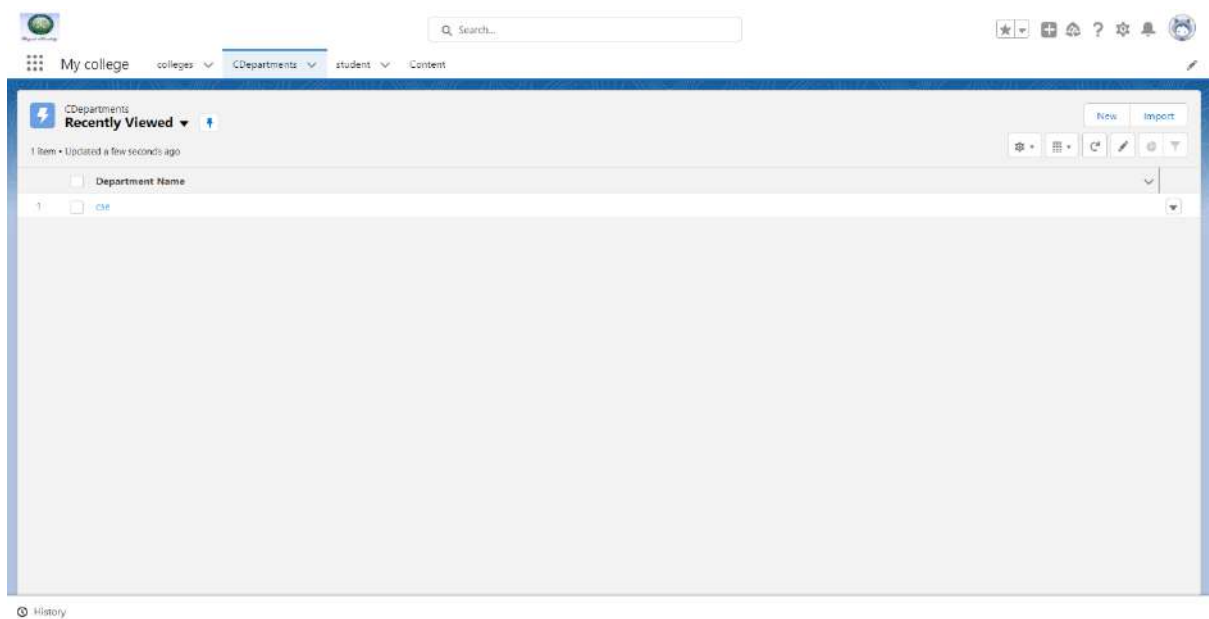 Search...
My college colleges CDepartments student Content
CDepartments
Recently Viewed
New Import
1 item • Updated a few seconds ago
Department Name
1 cse
History